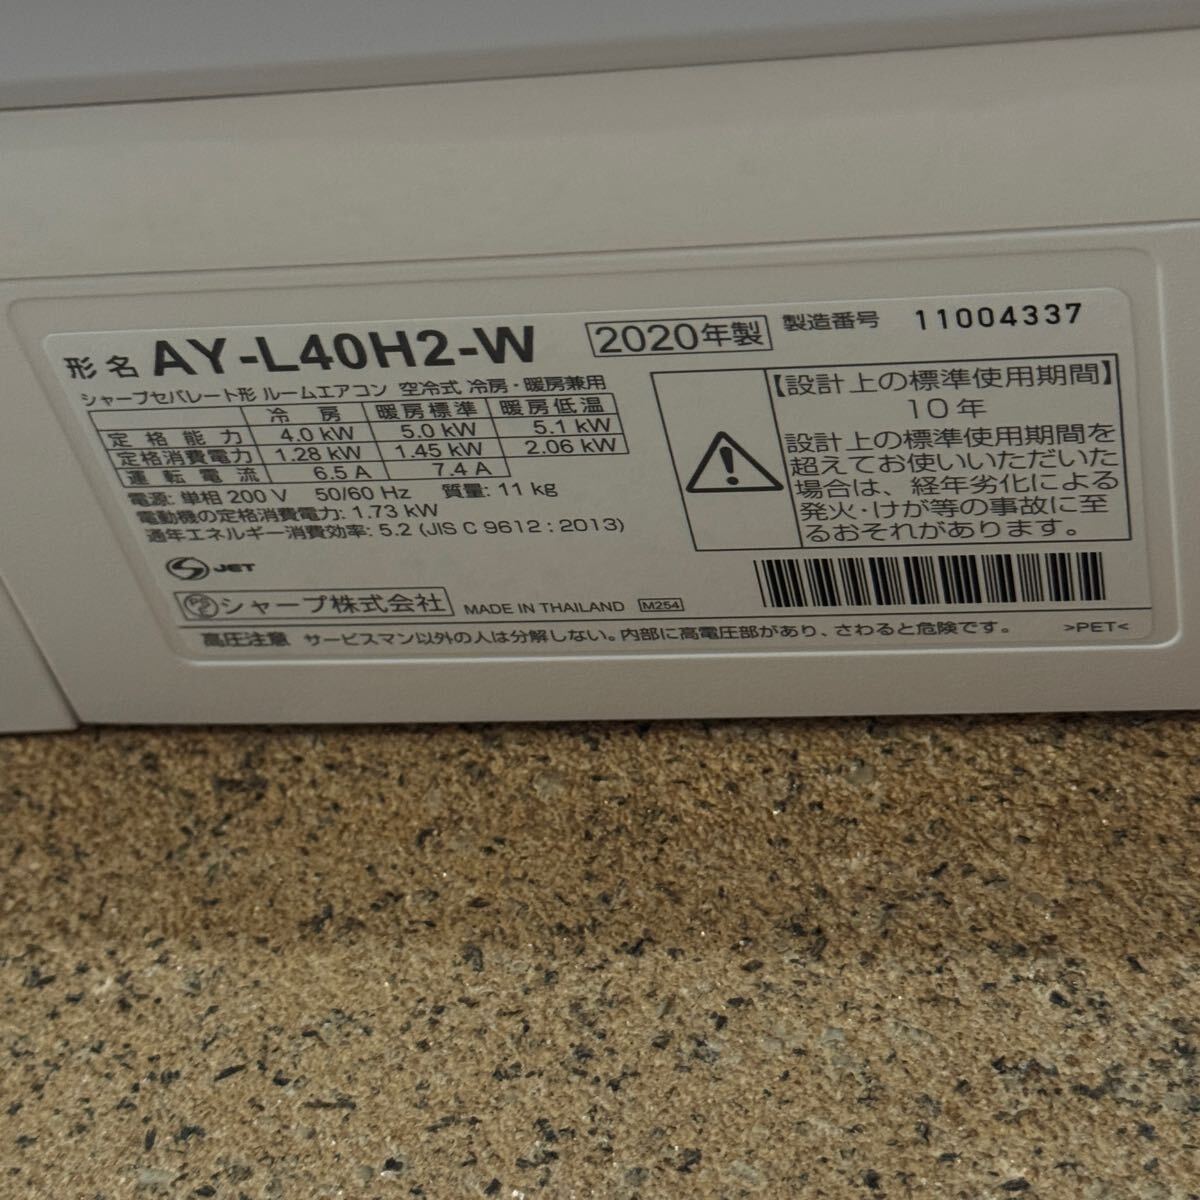 形名 AY-L40H2-W 2020年製 製造番号 11004337
シャープセパレート形 ルームエアコン 空冷式 冷房・暖房兼用
冷房 暖房標準 暖房低温
定格能力 4.0 kW 5.0 kW 5.1 kW
定格消費電力 1.28 kW 1.45 kW 2.06 kW
運転電流 6.5 A 7.4 A
電源: 単相 200 V 50/60 Hz 質量: 11 kg
電動機の定格消費電力: 1.73 kW
通年エネルギー消費効率: 5.2 (JIS C 9612 : 2013)
【設計上の標準使用期間】
10年
設計上の標準使用期間を
超えてお使いいただいた
場合は、経年劣化による
発火・けが等の事故に至
るおそれがあります。
S JET
PS E シャープ株式会社 MADE IN THAILAND M254
高圧注意 サービスマン以外の人は分解しない。内部に高電圧部があり、さわると危険です。 >PET<